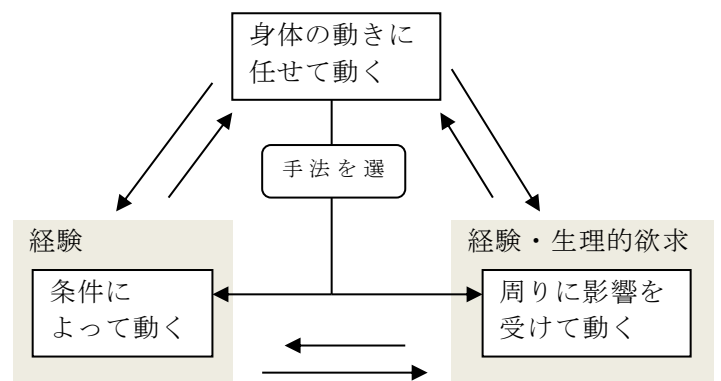 身体の動きに
任せて動く
手法を選
経験
経験・生理的欲求
条件に
よって動く
周りに影響を
受けて動く